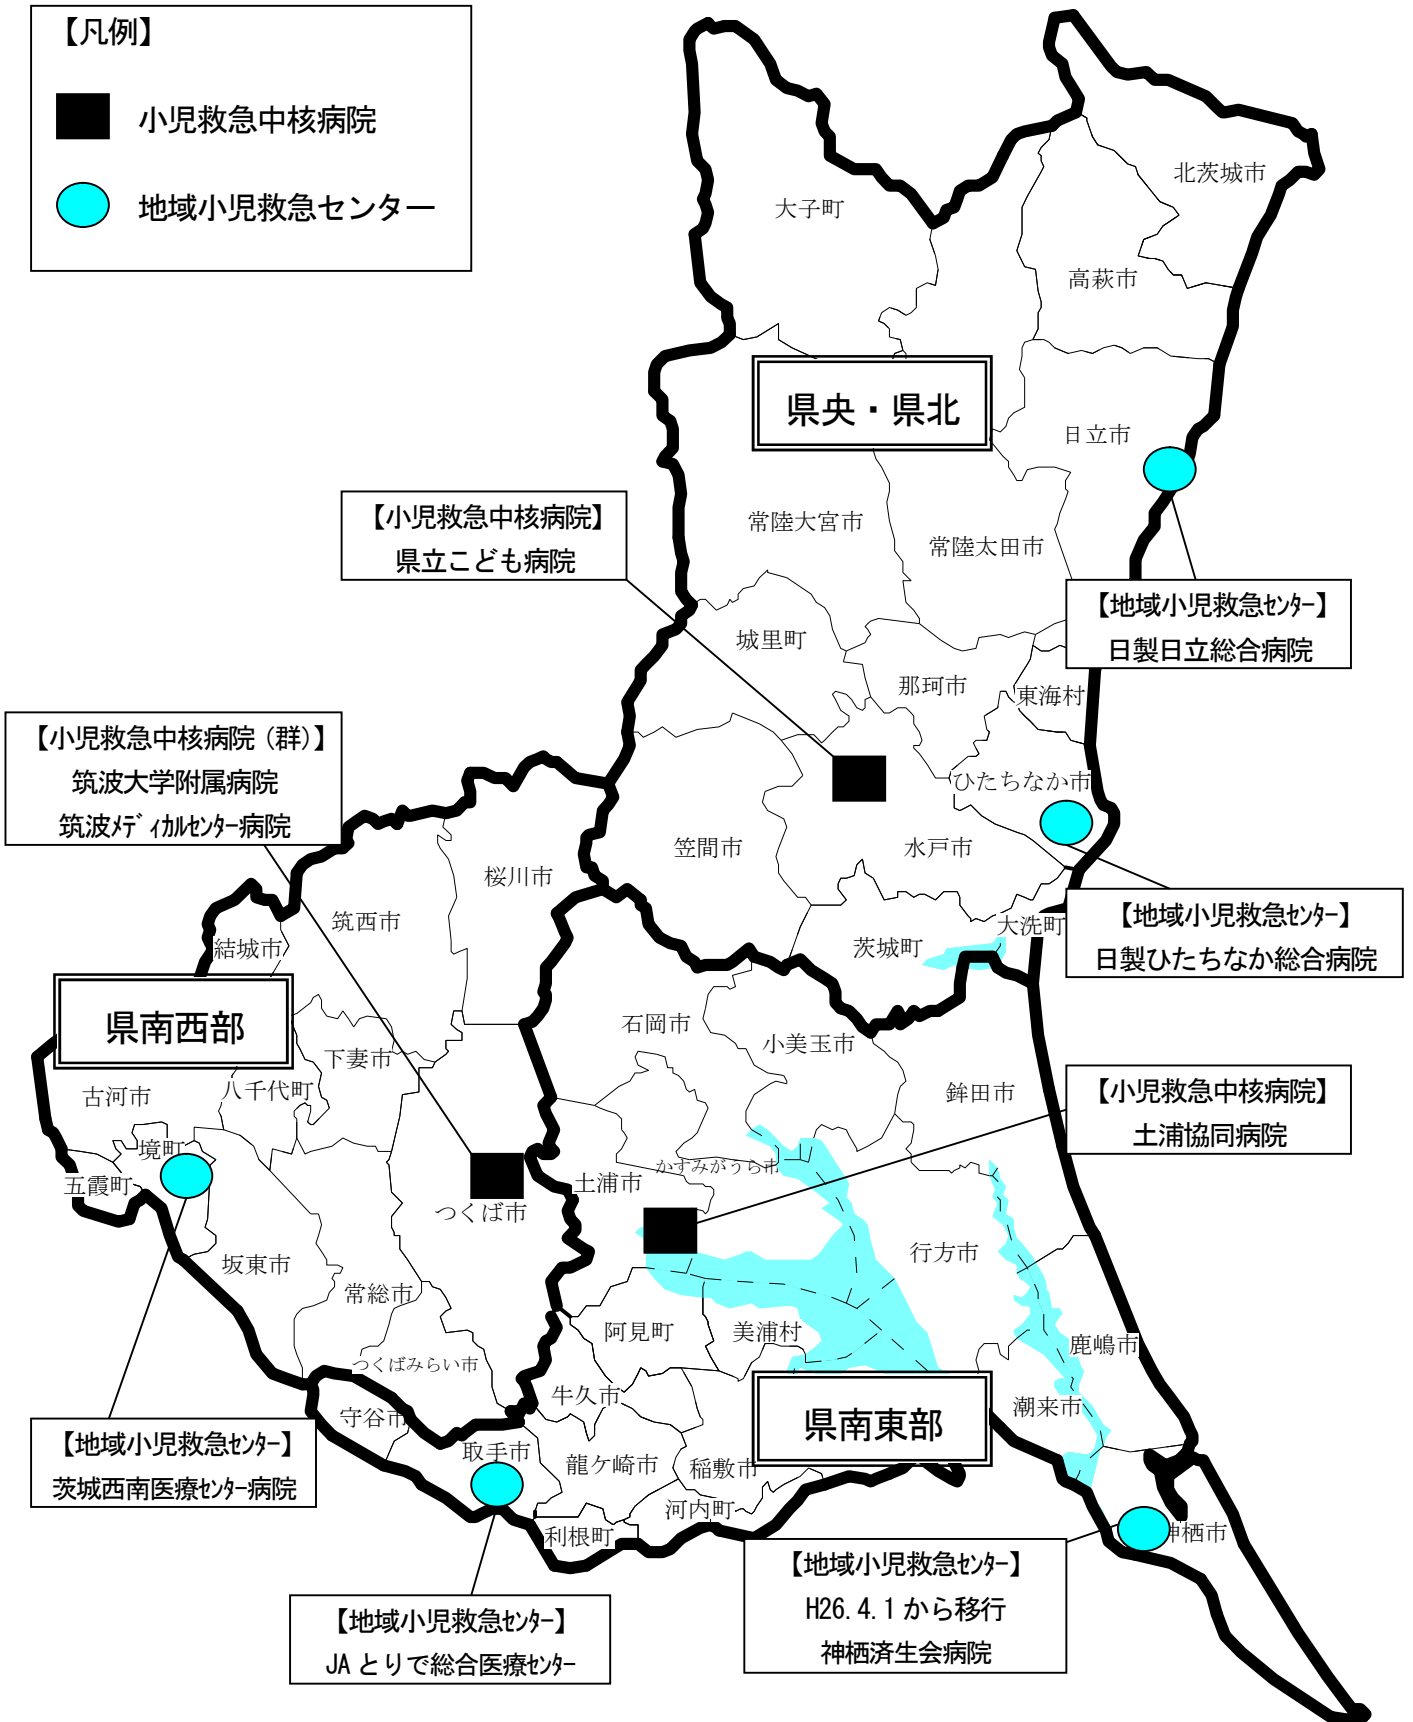 【凡例】
小児救急中核病院
地域小児救急センター
北茨城市
大子町
高萩市
県央・県北
日立市
【小児救急中核病院】
県立こども病院
常陸大宮市
常陸太田市
【地域小児救急センター】
日製日立総合病院
城里町
那珂市
東海村
【小児救急中核病院（群）】
筑波大学附属病院
筑波メディカルセンター病院
ひたちなか市
笠間市
水戸市
桜川市
筑西市
結城市
茨城町
大洗町
【地域小児救急センター】
日製ひたちなか総合病院
県南西部
石岡市
小美玉市
下妻市
八千代町
古河市
鉾田市
【小児救急中核病院】
土浦協同病院
境町
五霞町
かすみがうら市
土浦市
つくば市
坂東市
行方市
常総市
阿見町
美浦村
鹿嶋市
つくばみらい市
牛久市
潮来市
守谷市
県南東部
取手市
龍ケ崎市
稲敷市
【地域小児救急センター】
茨城西南医療センター病院
河内町
利根町
神栖市
【地域小児救急センター】
H26.4.1から移行
神栖済生会病院
【地域小児救急センター】
JAとりで総合医療センター